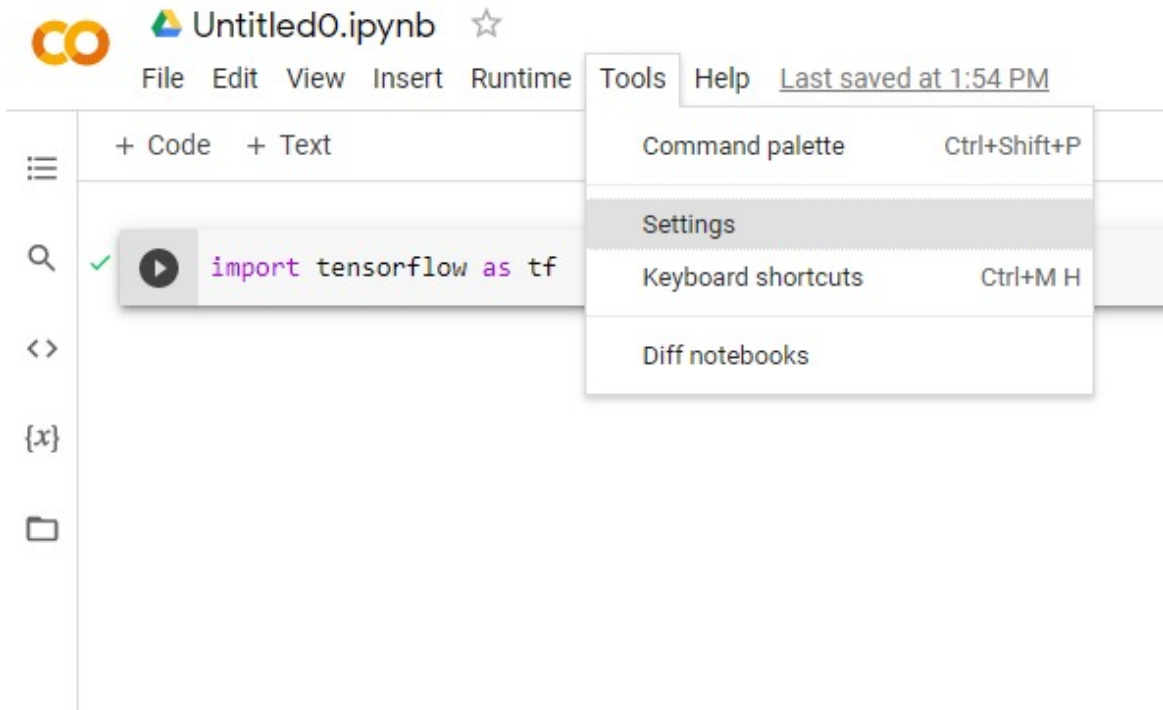 Untitled0.ipynb
File Edit View Insert Runtime Tools Help Last saved at 1:54 PM
+ Code + Text
Command palette Ctrl+Shift+P
Settings
import tensorflow as tf
Keyboard shortcuts Ctrl+M H
Diff notebooks
{x}